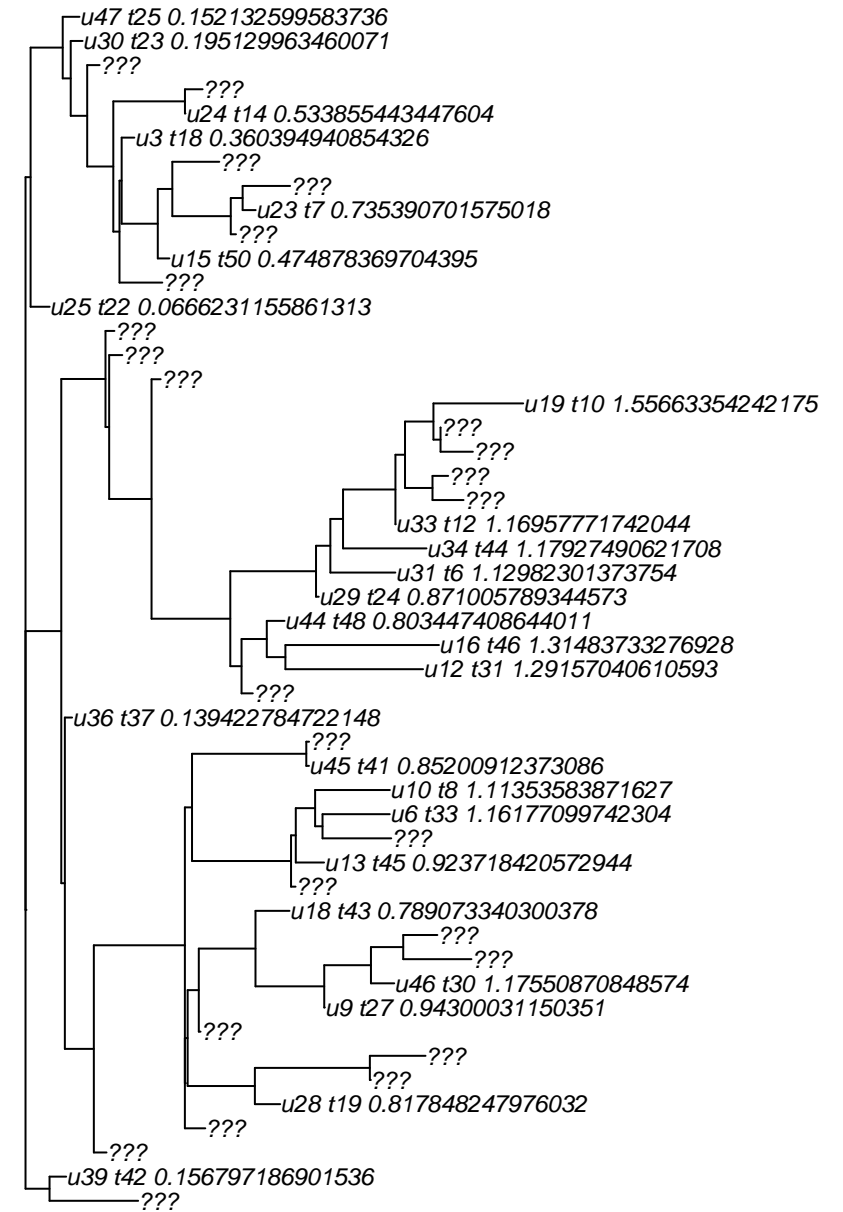 u47 t25 0.152132599583736
u30 t23 0.195129963460071
???
???
u24 t14 0.533855443447604
u3 t18 0.360394940854326
???
???
u23 t7 0.735390701575018
???
u15 t50 0.474878369704395
???
u25 t22 0.0666231155861313
???
???
???
u19 t10 1.55663354242175
???
???
???
???
u33 t12 1.16957771742044
u34 t44 1.17927490621708
u31 t6 1.12982301373754
u29 t24 0.871005789344573
u44 t48 0.803447408644011
u16 t46 1.31483733276928
u12 t31 1.29157040610593
???
u36 t37 0.139422784722148
???
u45 t41 0.85200912373086
u10 t8 1.11353583871627
u6 t33 1.16177099742304
???
u13 t45 0.923718420572944
???
u18 t43 0.789073340300378
???
???
u46 t30 1.17550870848574
u9 t27 0.94300031150351
???
???
???
u28 t19 0.817848247976032
???
???
u39 t42 0.156797186901536
???